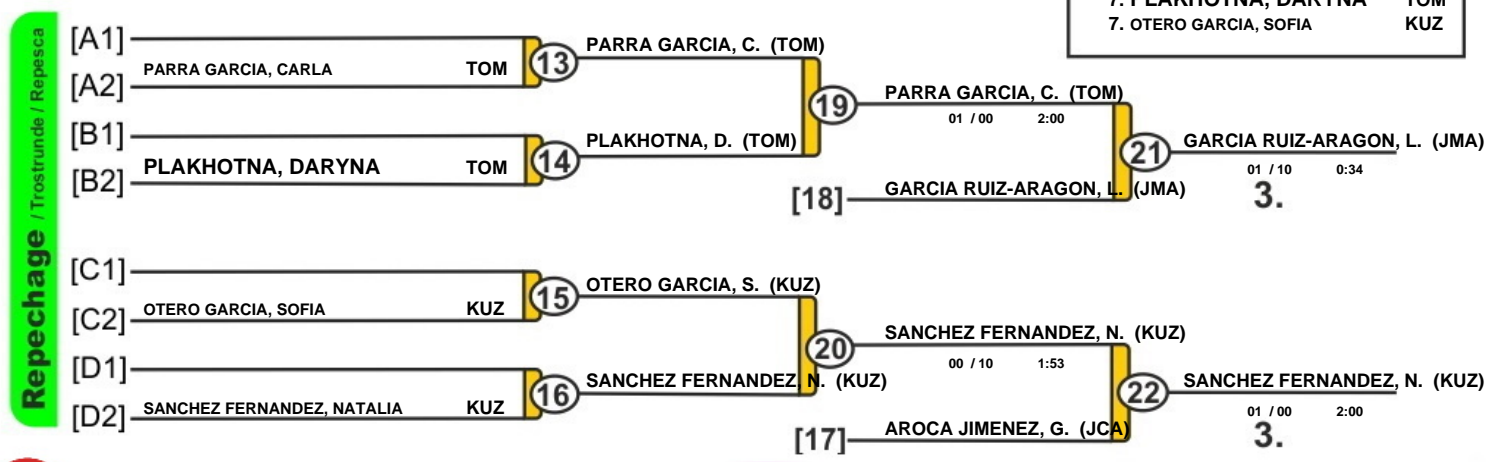 7. PLAKHOTNA, DARYNA TOM
7. OTERO GARCIA, SOFIA KUZ
Repechage / Trostrunde / Repesca
[A1]
PARRA GARCIA, CARLA TOM
[A2]
13
PARRA GARCIA, C. (TOM)
[B1]
PLAKHOTNA, DARYNA TOM
[B2]
14
PLAKHOTNA, D. (TOM)
19
PARRA GARCIA, C. (TOM)
01 / 00 2:00
[18]
GARCIA RUIZ-ARAGON, L. (JMA)
21
GARCIA RUIZ-ARAGON, L. (JMA)
01 / 10 0:34
3.
[C1]
OTERO GARCIA, SOFIA KUZ
[C2]
15
OTERO GARCIA, S. (KUZ)
[D1]
SANCHEZ FERNANDEZ, NATALIA KUZ
[D2]
16
SANCHEZ FERNANDEZ, N. (KUZ)
20
SANCHEZ FERNANDEZ, N. (KUZ)
00 / 10 1:53
[17]
AROCA JIMENEZ, G. (JCA)
22
SANCHEZ FERNANDEZ, N. (KUZ)
01 / 00 2:00
3.